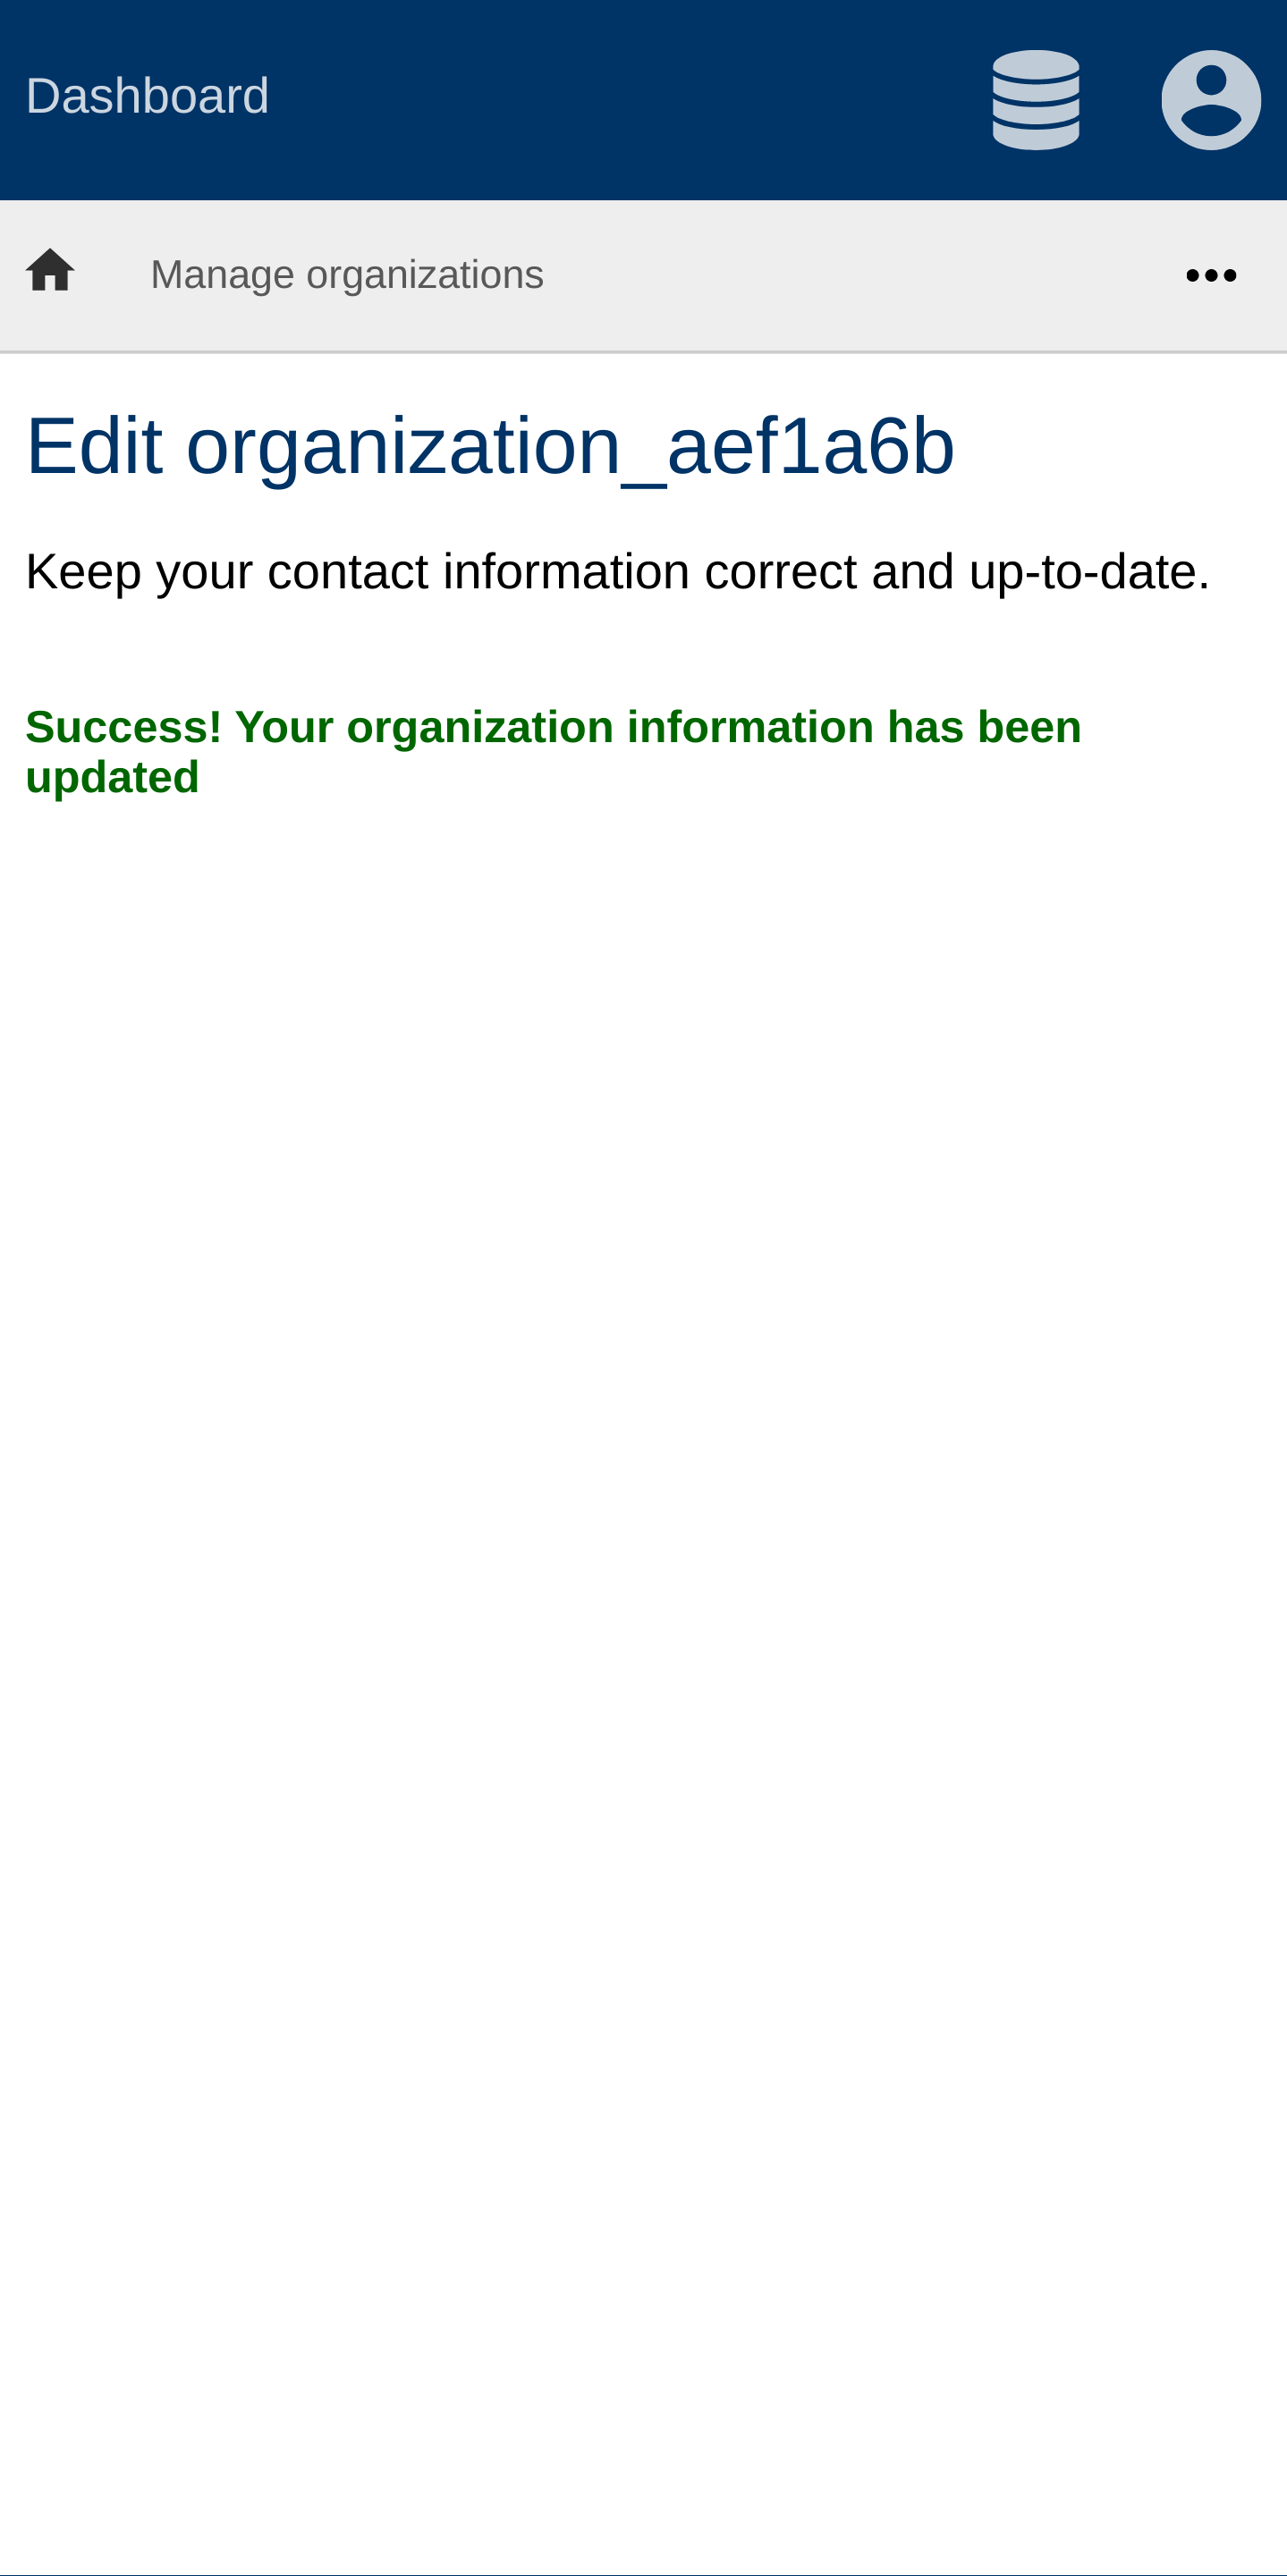 Dashboard
Manage organizations
Edit organization_aef1a6b
Keep your contact information correct and up-to-date.
Success! Your organization information has been
updated